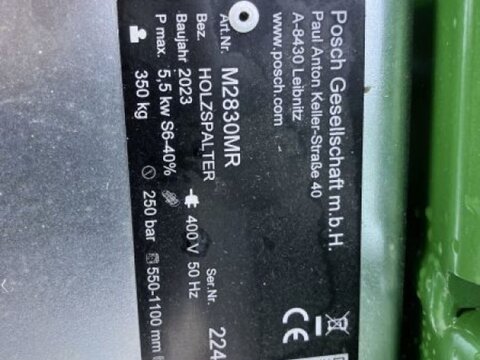 Posch Gesellschaft m.b.H.
Paul Anton Keller-Straße 40
A-8430 Leibnitz
www.posch.com
CE
Art.Nr. M2830MR Ser.Nr. 224
Bez. HOLZSPALTER
Baujahr 2023 400 V 50 Hz
P max. 5,5 kw S6-40%
350 kg 250 bar 550-1100 mm